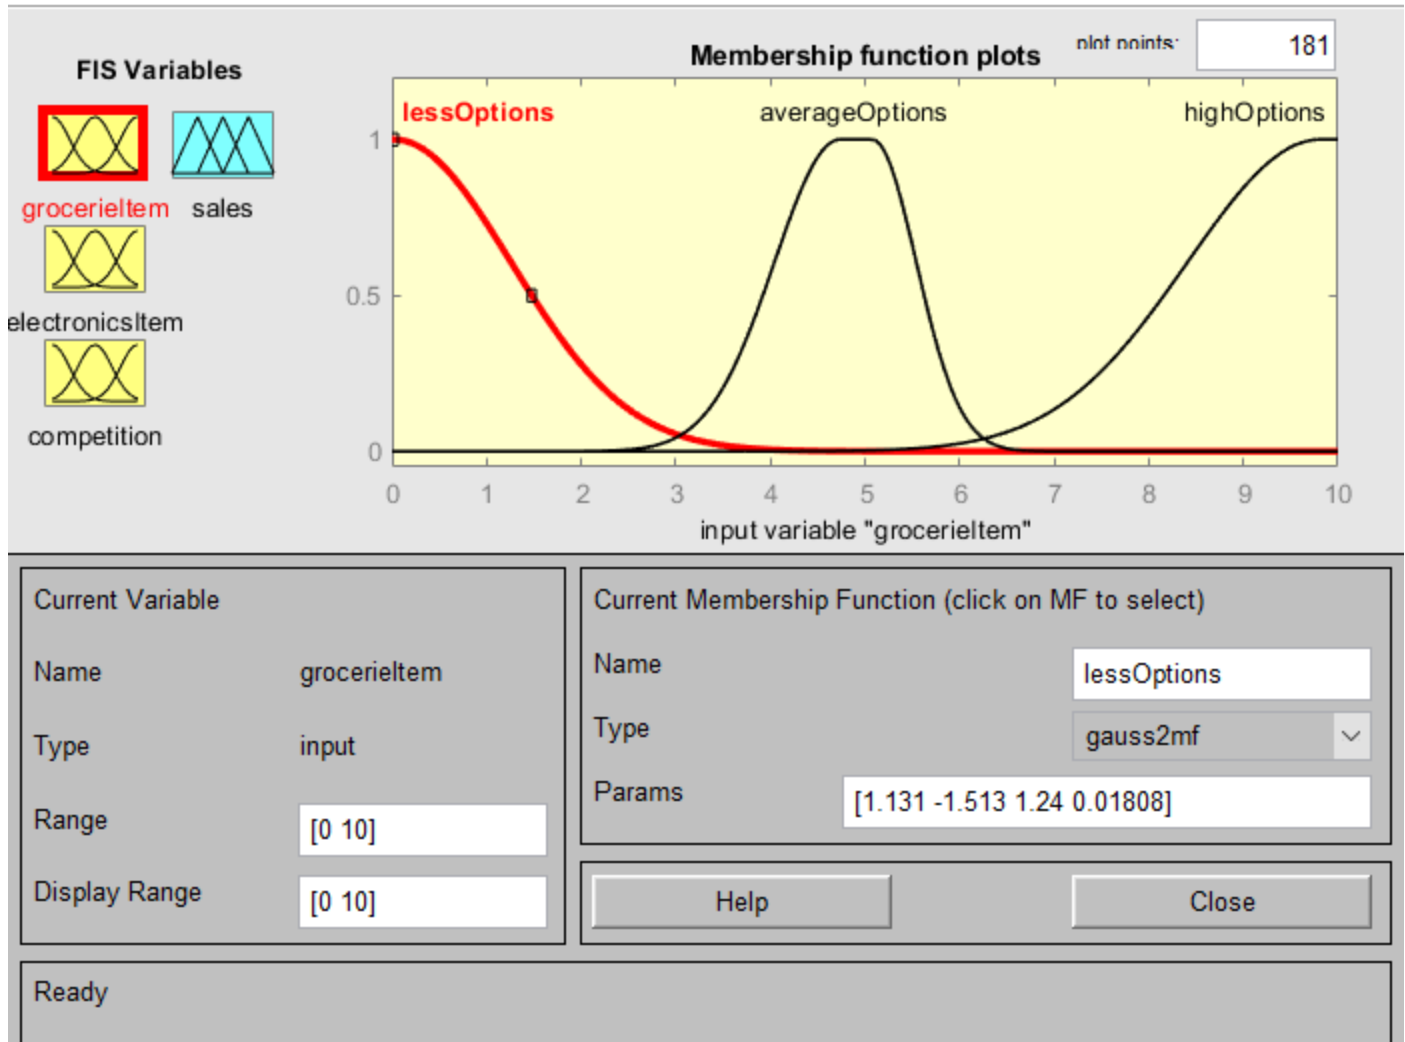 FIS Variables
Membership function plots
plot points:
181
grocerieItem
sales
electronicsItem
competition
lessOptions
averageOptions
highOptions
1
0.5
0
0 1 2 3 4 5 6 7 8 9 10
input variable "grocerieItem"
Current Variable
Name grocerieItem
Type input
Range [0 10]
Display Range [0 10]
Current Membership Function (click on MF to select)
Name lessOptions
Type gauss2mf
Params [1.131 -1.513 1.24 0.01808]
Help Close
Ready